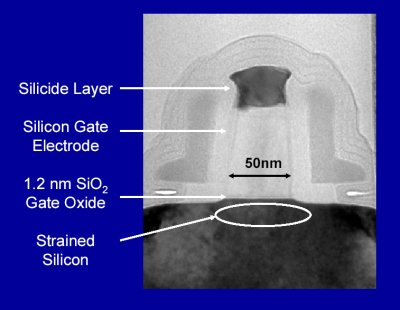 Silicide Layer
Silicon Gate
Electrode
50nm
1.2 nm SiO₂
Gate Oxide
Strained
Silicon